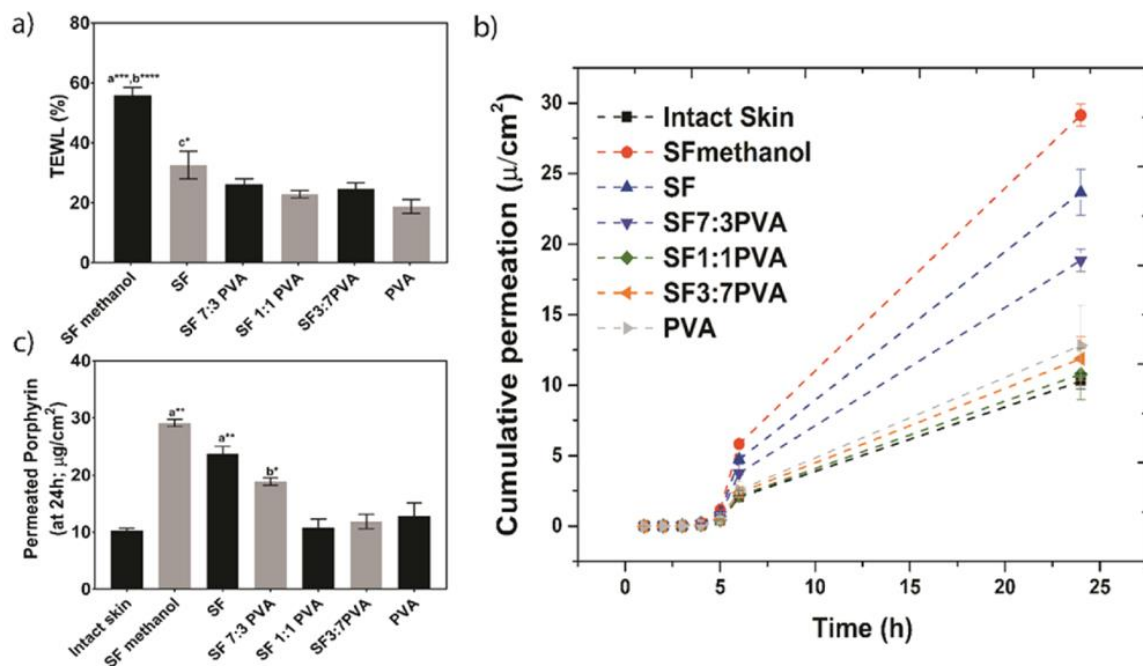 a)
TEWL (%)
80
60
40
20
0
a***,b****
c*
SF methanol
SF
SF 7:3 PVA
SF 1:1 PVA
SF3:7PVA
PVA
b)
Cumulative permeation (μ/cm²)
30
25
20
15
10
5
0
Intact Skin
SFmethanol
SF
SF7:3PVA
SF1:1PVA
SF3:7PVA
PVA
0
5
10
15
20
25
Time (h)
c)
Permeated Porphyrin
(at 24h; μg/cm²)
40
30
20
10
0
a**
a**
b*
Intact skin
SF methanol
SF
SF 7:3 PVA
SF 1:1 PVA
SF3:7PVA
PVA